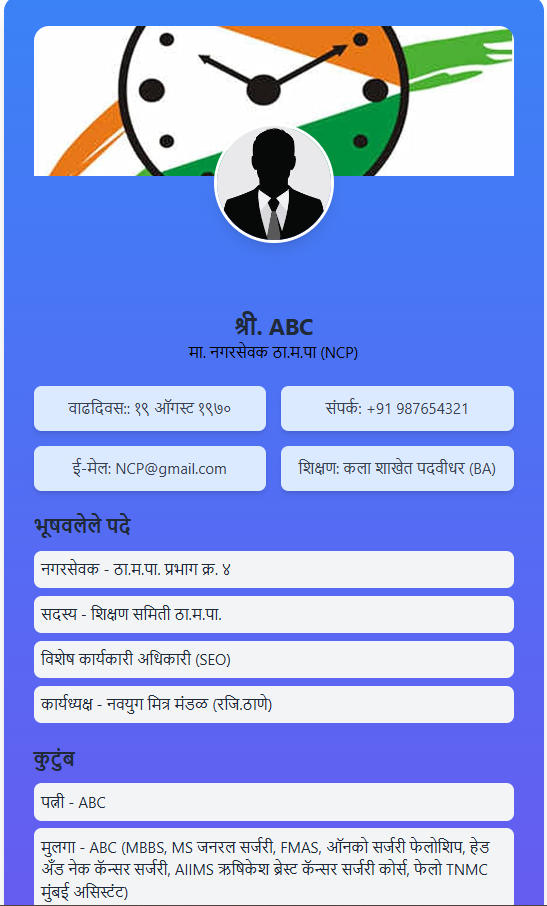 श्री. ABC
मा. नगरसेवक ठा.म.पा (NCP)
वाढदिवस:: १९ ऑगस्ट १९७०
संपर्क: +91 987654321
ई-मेल: NCP@gmail.com
शिक्षण: कला शाखेत पदवीधर (BA)
भूषवलेले पदे
नगरसेवक - ठा.म.पा. प्रभाग क्र. ४
सदस्य - शिक्षण समिती ठा.म.पा.
विशेष कार्यकारी अधिकारी (SEO)
कार्यध्यक्ष - नवयुग मित्र मंडळ (रजि.ठाणे)
कुटुंब
पत्नी - ABC
मुलगा - ABC (MBBS, MS जनरल सर्जरी, FMAS, ऑनको सर्जरी फेलोशिप, हेड
अँड नेक कॅन्सर सर्जरी, AIIMS ऋषिकेश ब्रेस्ट कॅन्सर सर्जरी कोर्स, फेलो TNMC
मुंबई असिस्टंट)